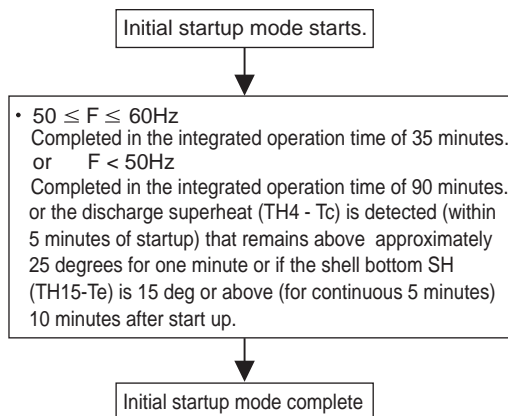 Initial startup mode starts.
• 50 ≤ F ≤ 60Hz
Completed in the integrated operation time of 35 minutes.
or F < 50Hz
Completed in the integrated operation time of 90 minutes.
or the discharge superheat (TH4 - Tc) is detected (within
5 minutes of startup) that remains above approximately
25 degrees for one minute or if the shell bottom SH
(TH15-Te) is 15 deg or above (for continuous 5 minutes)
10 minutes after start up.
Initial startup mode complete